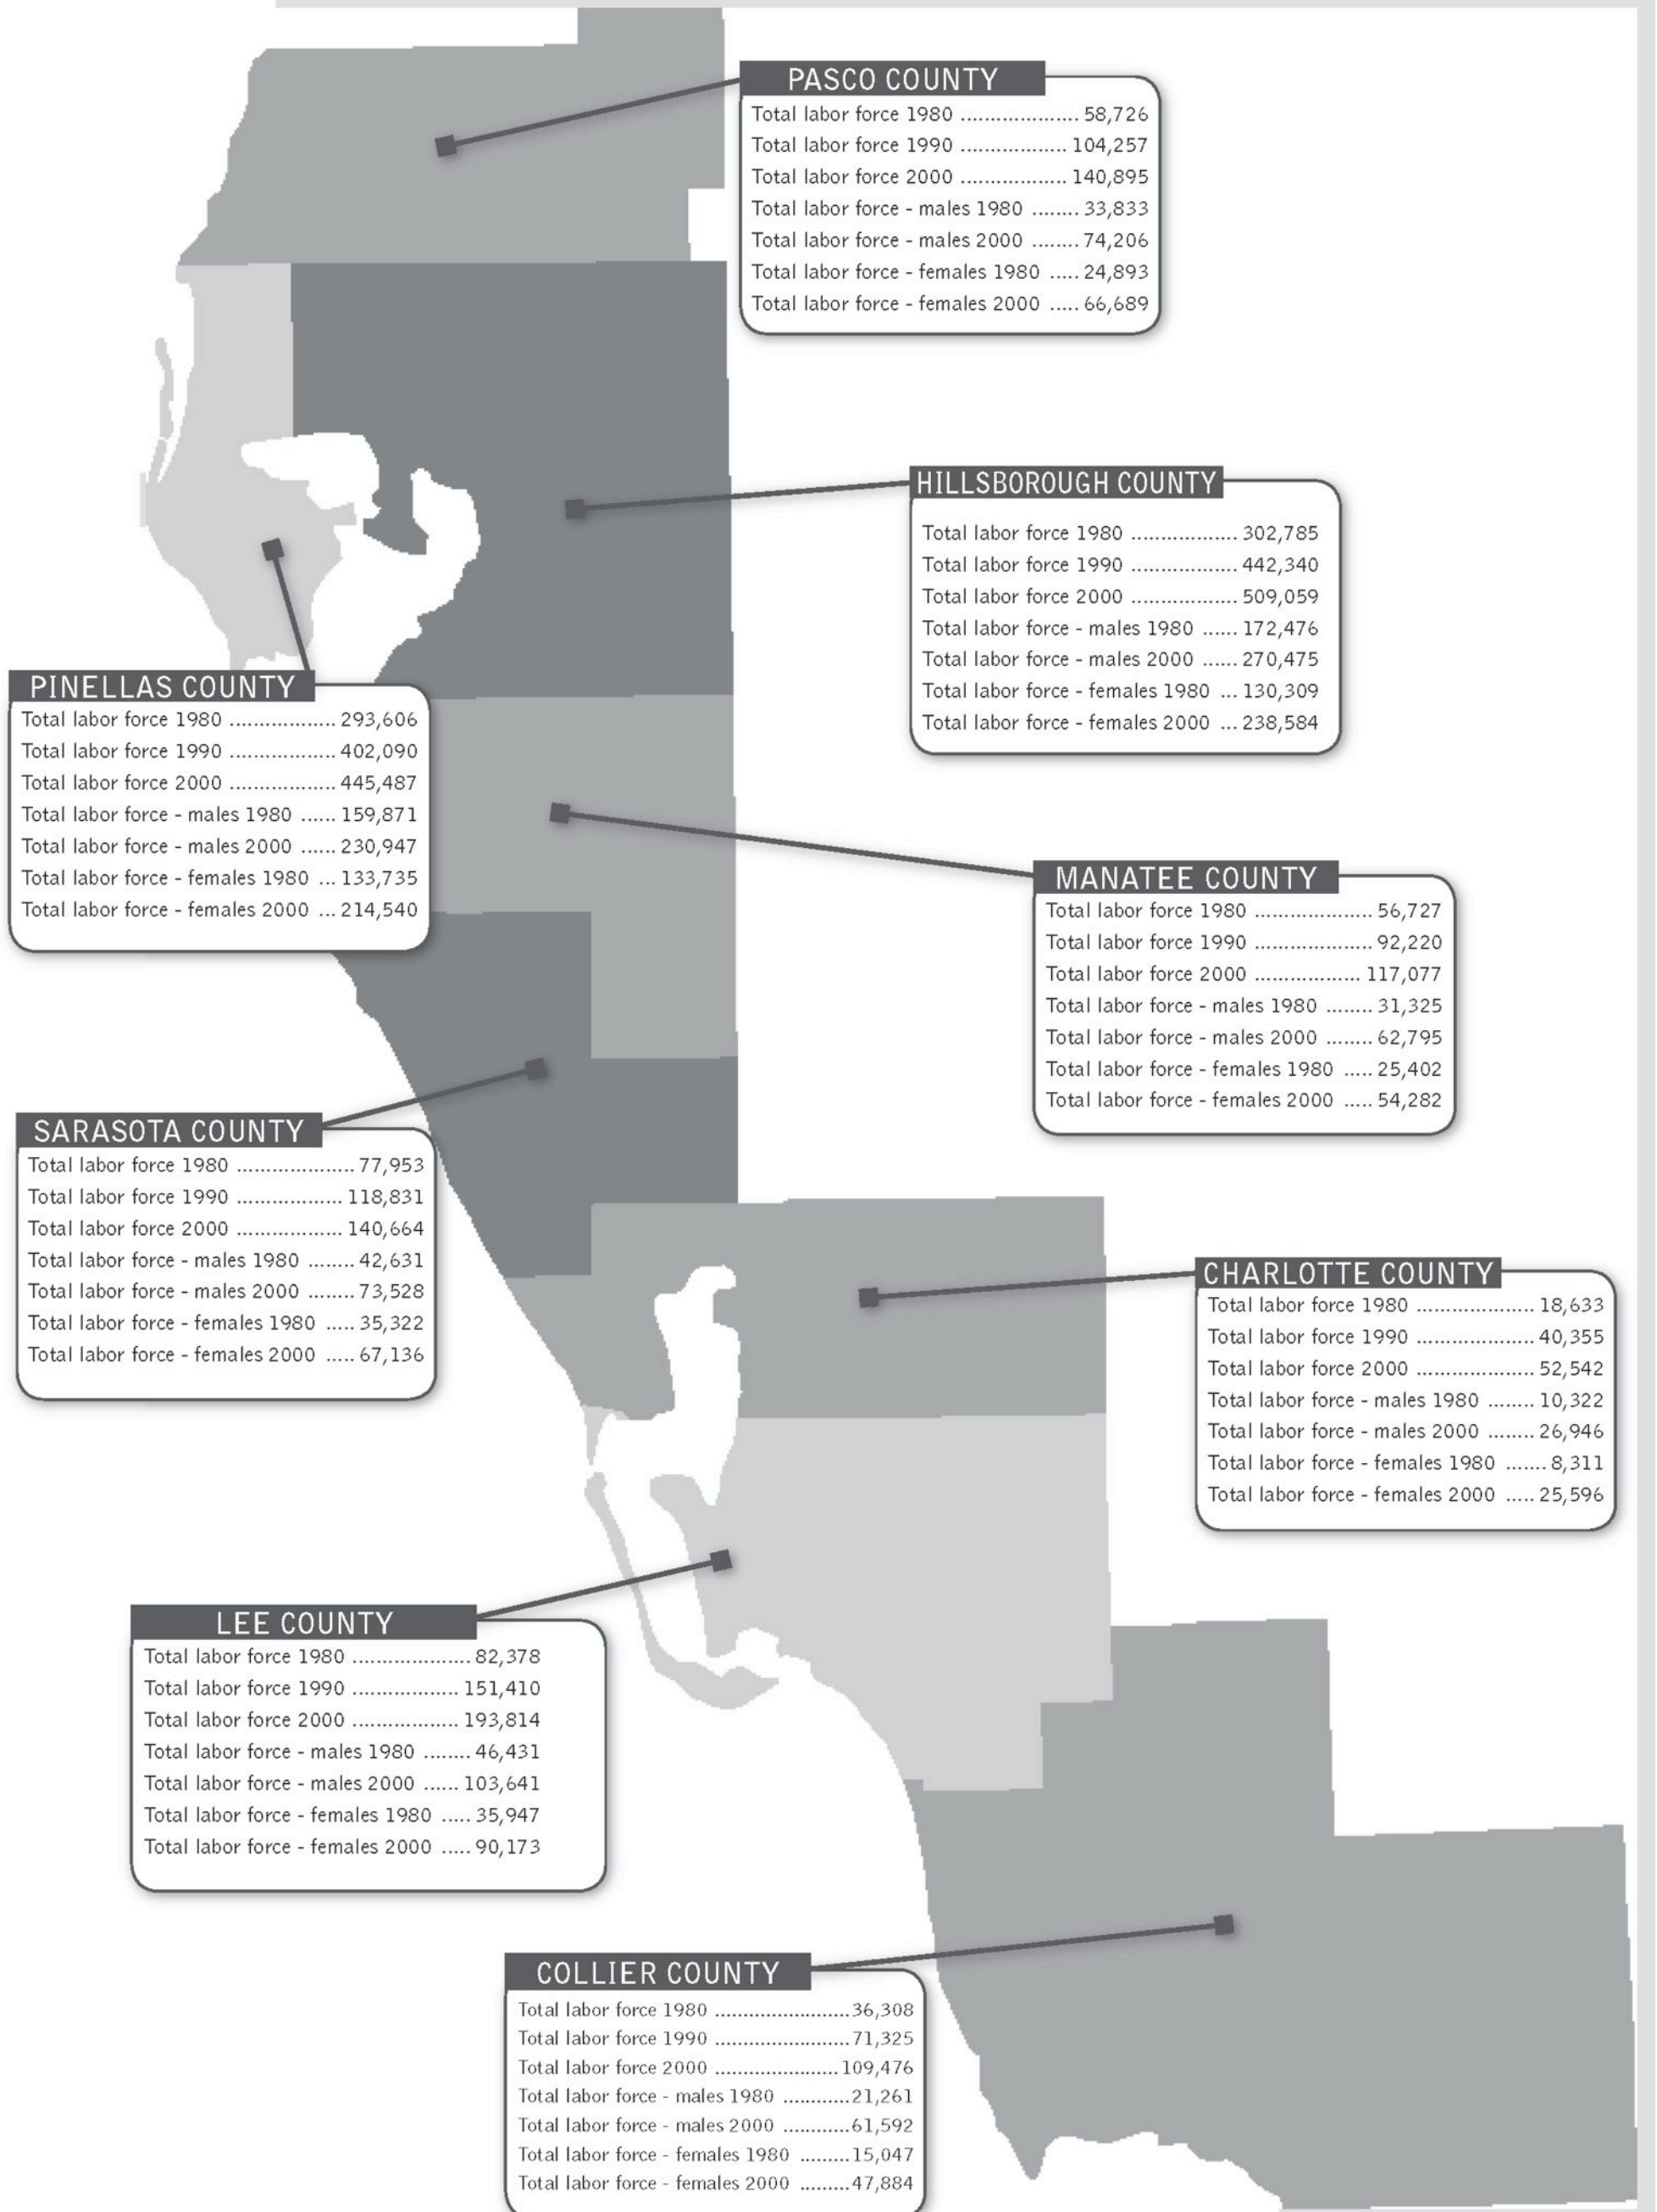 PASCO COUNTY
Total labor force 1980 .................... 58,726
Total labor force 1990 .................. 104,257
Total labor force 2000 .................. 140,895
Total labor force - males 1980 ........ 33,833
Total labor force - males 2000 ........ 74,206
Total labor force - females 1980 ..... 24,893
Total labor force - females 2000 ..... 66,689
HILLSBOROUGH COUNTY
Total labor force 1980 .................. 302,785
Total labor force 1990 .................. 442,340
Total labor force 2000 .................. 509,059
Total labor force - males 1980 ...... 172,476
Total labor force - males 2000 ...... 270,475
Total labor force - females 1980 ... 130,309
Total labor force - females 2000 ... 238,584
PINELLAS COUNTY
Total labor force 1980 .................. 293,606
Total labor force 1990 .................. 402,090
Total labor force 2000 .................. 445,487
Total labor force - males 1980 ...... 159,871
Total labor force - males 2000 ...... 230,947
Total labor force - females 1980 ... 133,735
Total labor force - females 2000 ... 214,540
MANATEE COUNTY
Total labor force 1980 .................... 56,727
Total labor force 1990 .................... 92,220
Total labor force 2000 .................. 117,077
Total labor force - males 1980 ........ 31,325
Total labor force - males 2000 ........ 62,795
Total labor force - females 1980 ..... 25,402
Total labor force - females 2000 ..... 54,282
SARASOTA COUNTY
Total labor force 1980 .................... 77,953
Total labor force 1990 .................. 118,831
Total labor force 2000 .................. 140,664
Total labor force - males 1980 ........ 42,631
Total labor force - males 2000 ........ 73,528
Total labor force - females 1980 ..... 35,322
Total labor force - females 2000 ..... 67,136
CHARLOTTE COUNTY
Total labor force 1980 .................... 18,633
Total labor force 1990 .................... 40,355
Total labor force 2000 .................... 52,542
Total labor force - males 1980 ........ 10,322
Total labor force - males 2000 ........ 26,946
Total labor force - females 1980 ....... 8,311
Total labor force - females 2000 ..... 25,596
LEE COUNTY
Total labor force 1980 .................... 82,378
Total labor force 1990 .................. 151,410
Total labor force 2000 .................. 193,814
Total labor force - males 1980 ........ 46,431
Total labor force - males 2000 ...... 103,641
Total labor force - females 1980 ..... 35,947
Total labor force - females 2000 ..... 90,173
COLLIER COUNTY
Total labor force 1980 .......................36,308
Total labor force 1990 .......................71,325
Total labor force 2000 .....................109,476
Total labor force - males 1980 ............21,261
Total labor force - males 2000 ............61,592
Total labor force - females 1980 .........15,047
Total labor force - females 2000 .........47,884